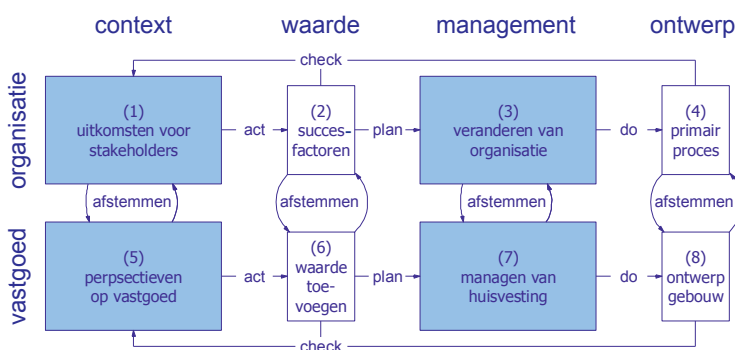 context waarde management ontwerp
check
organisatie
(1)
uitkomsten voor
stakeholders
act
(2)
succes-
factoren
plan
(3)
veranderen van
organisatie
do
(4)
primair
proces
afstemmen
afstemmen
afstemmen
afstemmen
vastgoed
(5)
perpsectieven
op vastgoed
act
(6)
waarde
toe-
voegen
plan
(7)
managen van
huisvesting
do
(8)
ontwerp
gebouw
check